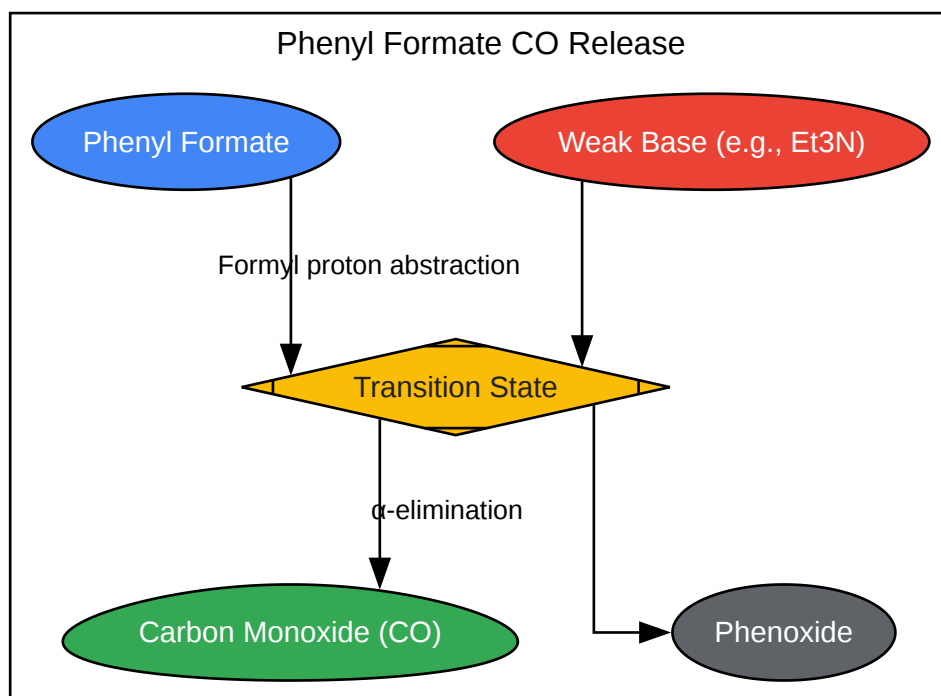 Phenyl Formate CO Release
Phenyl Formate
Weak Base (e.g., Et3N)
Formyl proton abstraction
Transition State
α-elimination
Carbon Monoxide (CO)
Phenoxide